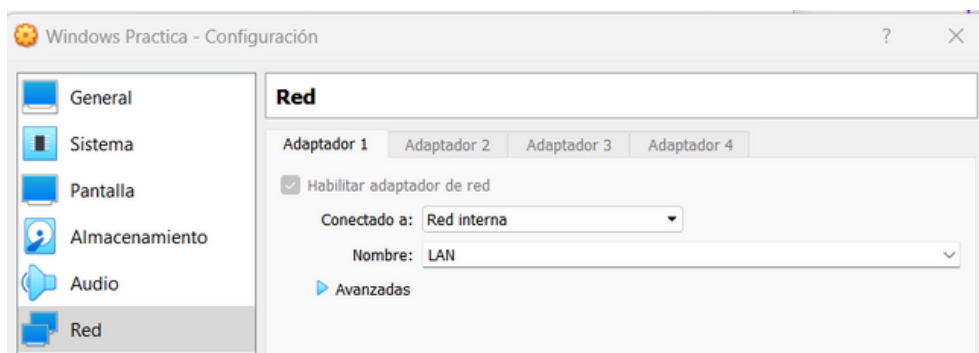 Windows Practica - Configuración ?
General
Sistema
Pantalla
Almacenamiento
Audio
Red
Red
Adaptador 1 Adaptador 2 Adaptador 3 Adaptador 4
Habilitar adaptador de red
Conectado a: Red interna
Nombre: LAN
Avanzadas